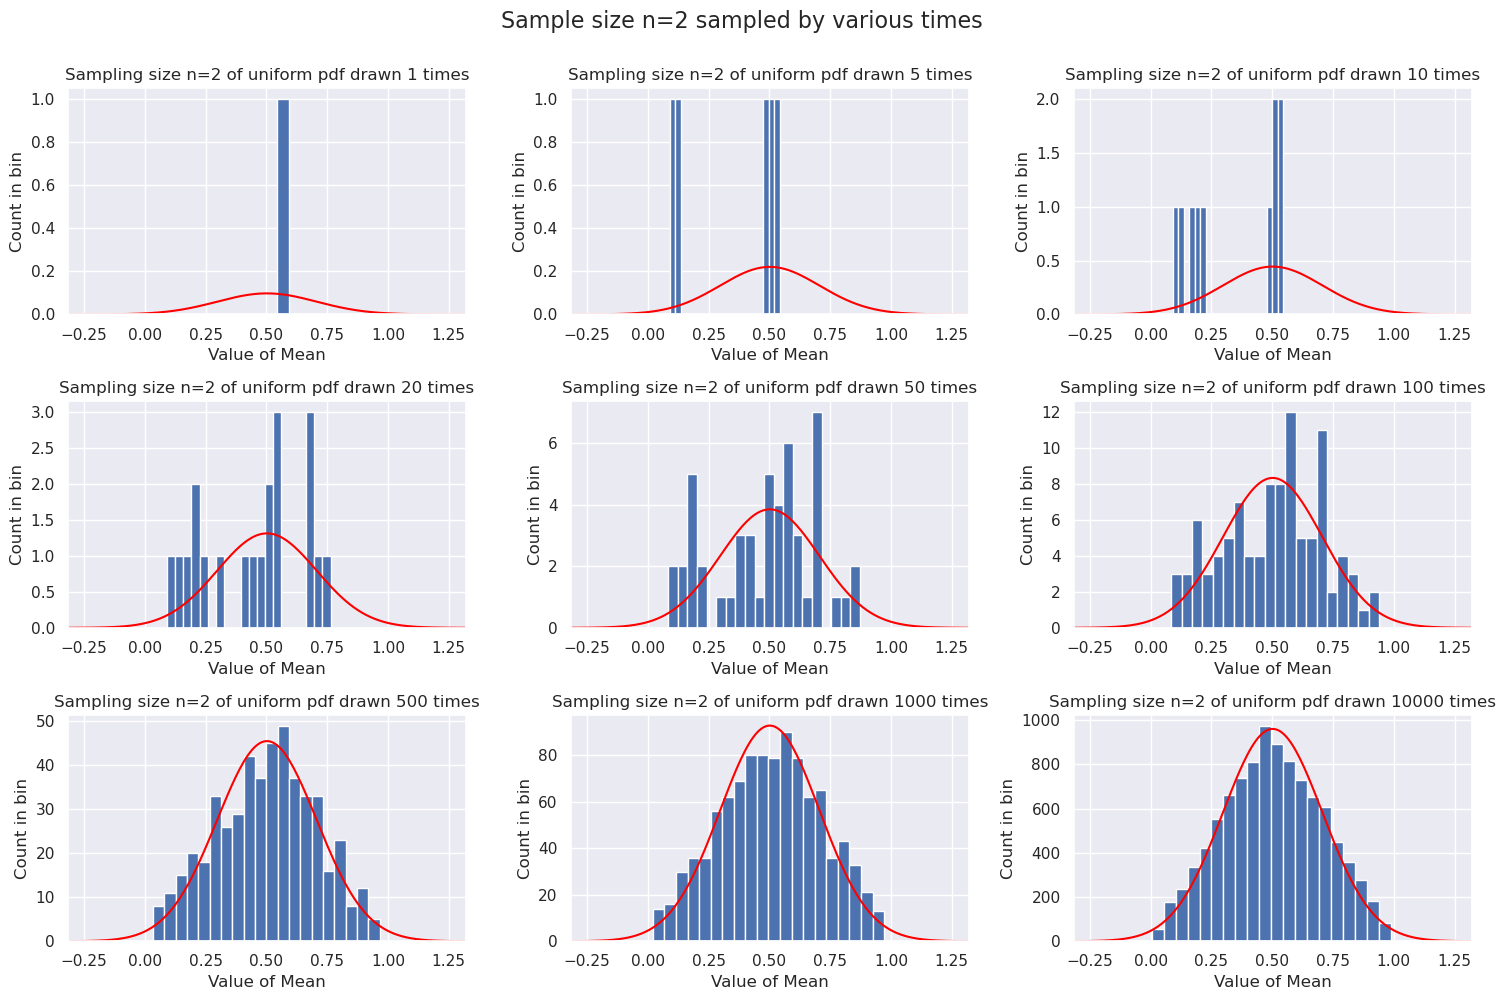 Sample size n=2 sampled by various times
Sampling size n=2 of uniform pdf drawn 1 times
1.0
0.8
0.6
0.4
0.2
0.0
Count in bin
−0.25 0.00 0.25 0.50 0.75 1.00 1.25
Value of Mean
Sampling size n=2 of uniform pdf drawn 5 times
1.0
0.8
0.6
0.4
0.2
0.0
Count in bin
−0.25 0.00 0.25 0.50 0.75 1.00 1.25
Value of Mean
Sampling size n=2 of uniform pdf drawn 10 times
2.0
1.5
1.0
0.5
0.0
Count in bin
−0.25 0.00 0.25 0.50 0.75 1.00 1.25
Value of Mean
Sampling size n=2 of uniform pdf drawn 20 times
3.0
2.5
2.0
1.5
1.0
0.5
0.0
Count in bin
−0.25 0.00 0.25 0.50 0.75 1.00 1.25
Value of Mean
Sampling size n=2 of uniform pdf drawn 50 times
6
4
2
0
Count in bin
−0.25 0.00 0.25 0.50 0.75 1.00 1.25
Value of Mean
Sampling size n=2 of uniform pdf drawn 100 times
12
10
8
6
4
2
0
Count in bin
−0.25 0.00 0.25 0.50 0.75 1.00 1.25
Value of Mean
Sampling size n=2 of uniform pdf drawn 500 times
50
40
30
20
10
0
Count in bin
−0.25 0.00 0.25 0.50 0.75 1.00 1.25
Value of Mean
Sampling size n=2 of uniform pdf drawn 1000 times
80
60
40
20
0
Count in bin
−0.25 0.00 0.25 0.50 0.75 1.00 1.25
Value of Mean
Sampling size n=2 of uniform pdf drawn 10000 times
1000
800
600
400
200
0
Count in bin
−0.25 0.00 0.25 0.50 0.75 1.00 1.25
Value of Mean